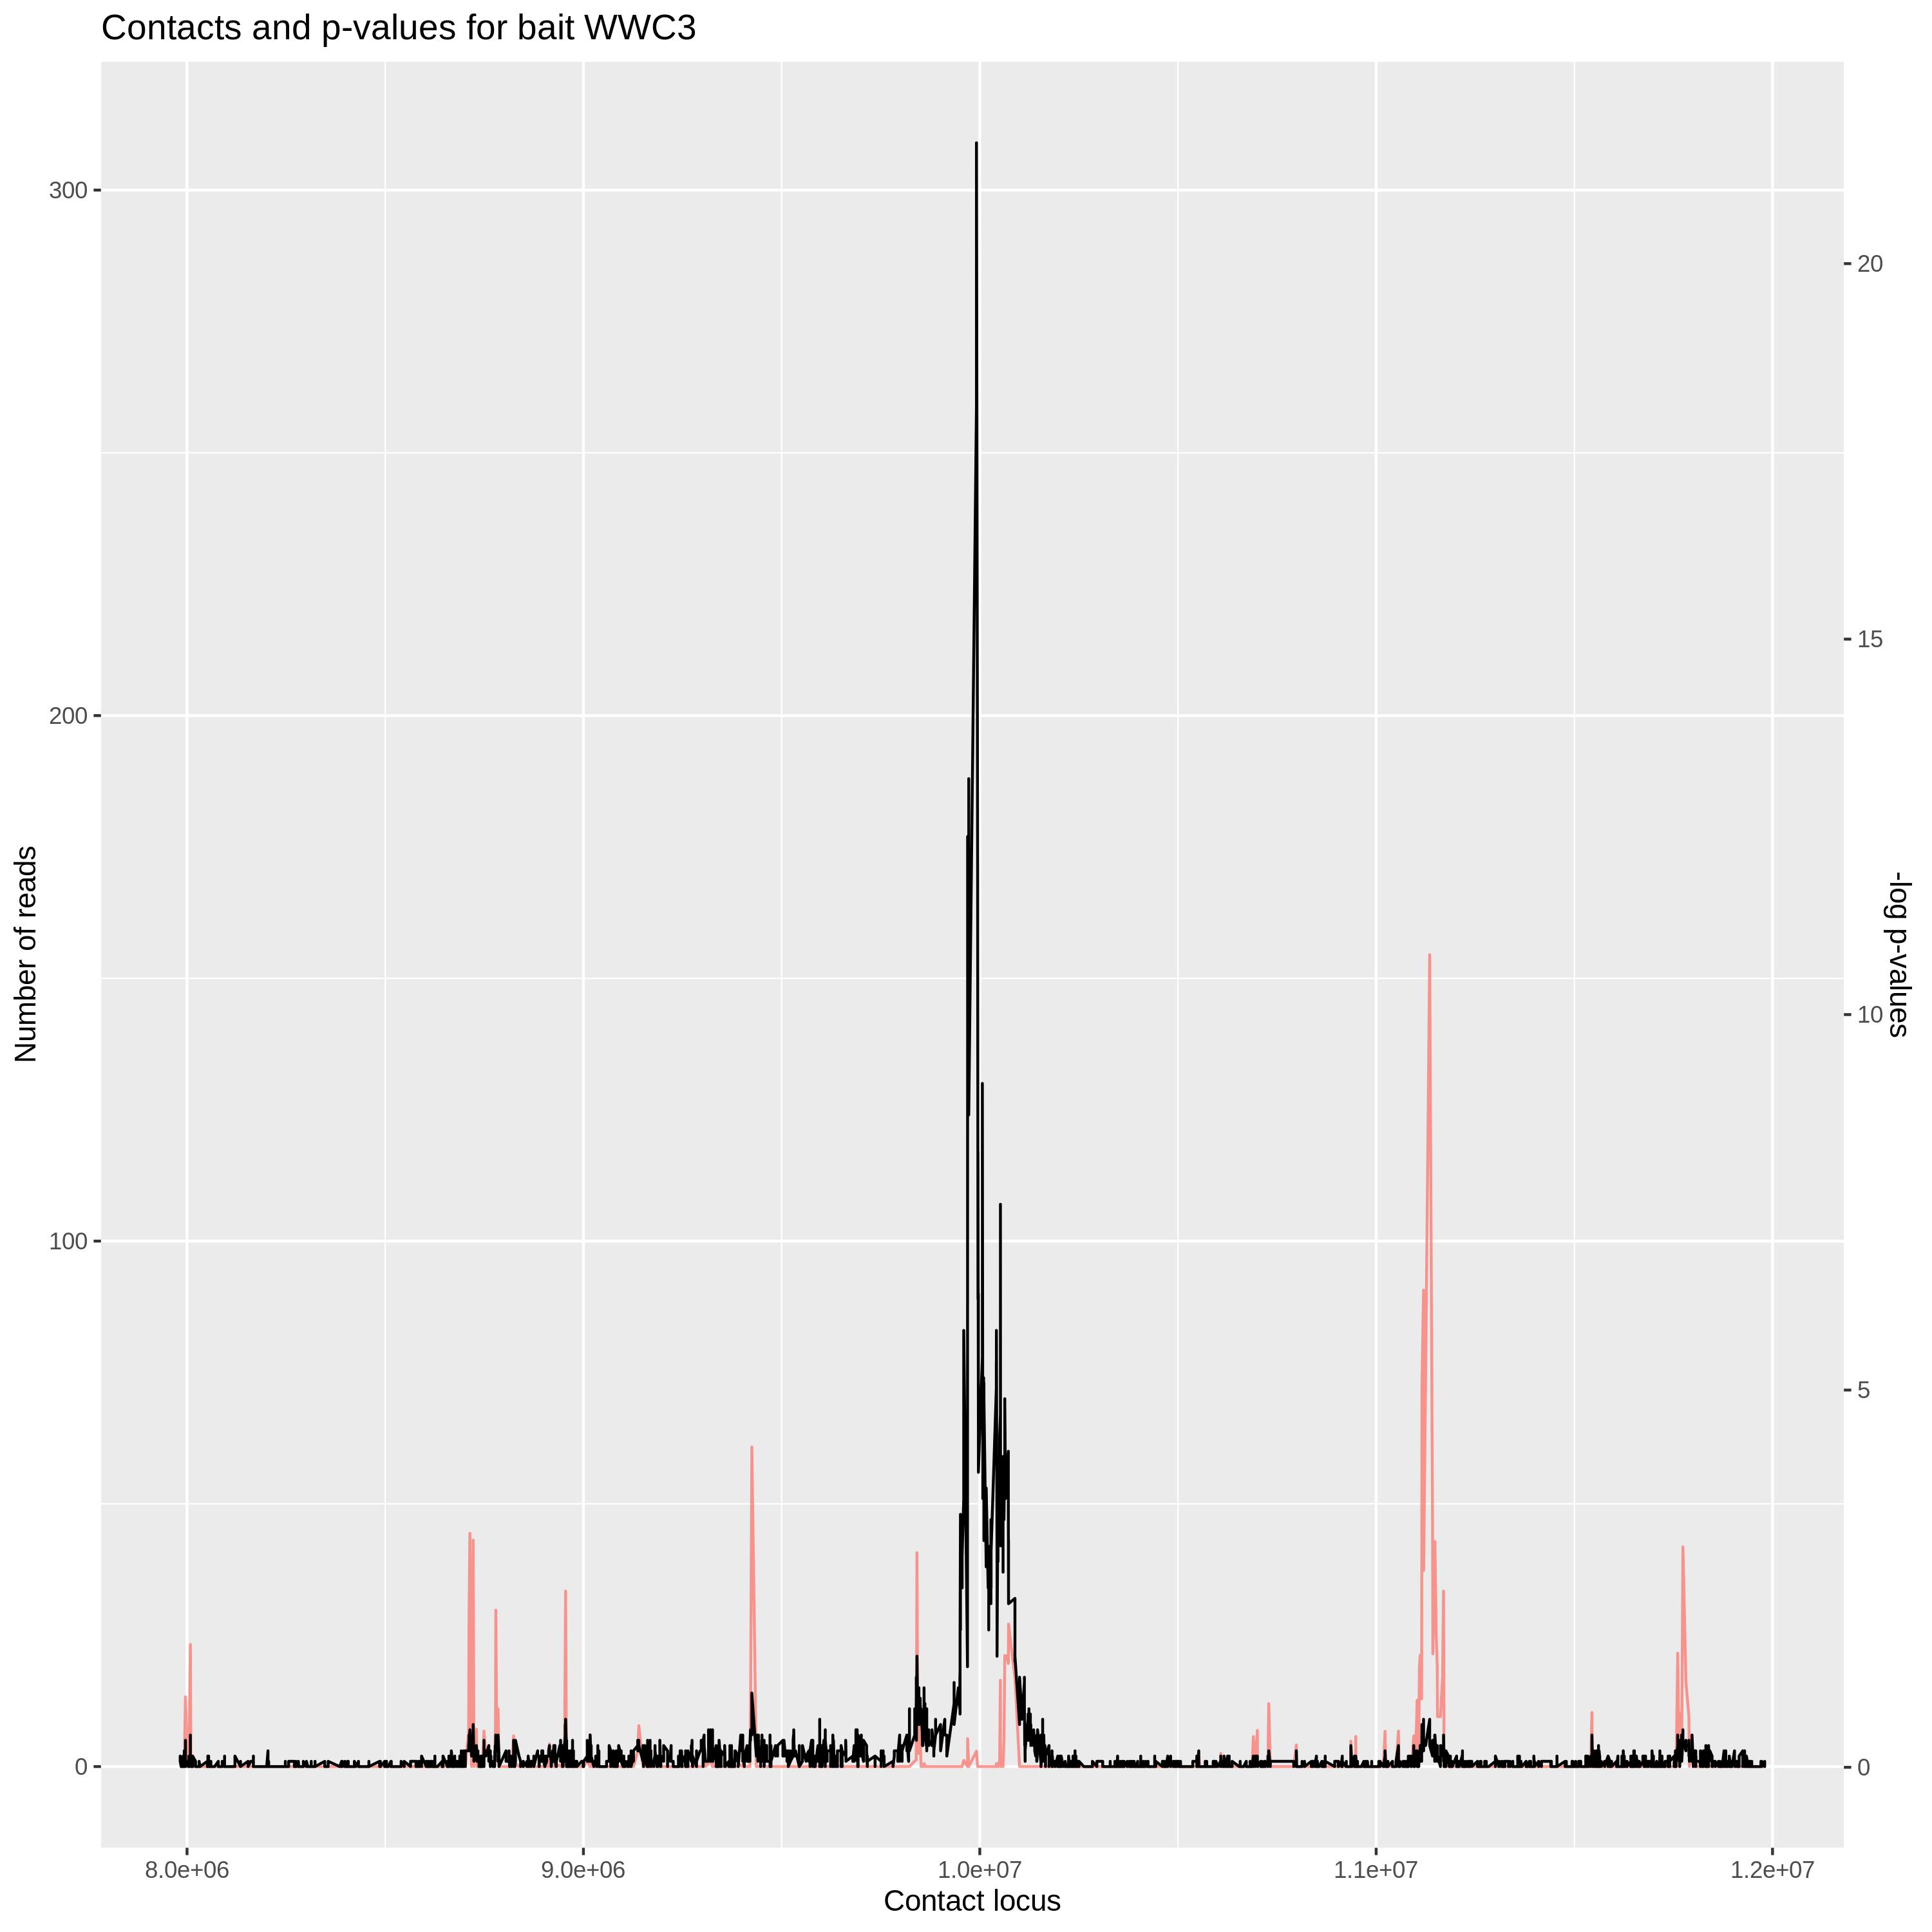 Contacts and p-values for bait WWC3
300
200
100
0
Number of reads
20
15
10
5
0
-log p-values
8.0e+06 9.0e+06 1.0e+07 1.1e+07 1.2e+07
Contact locus